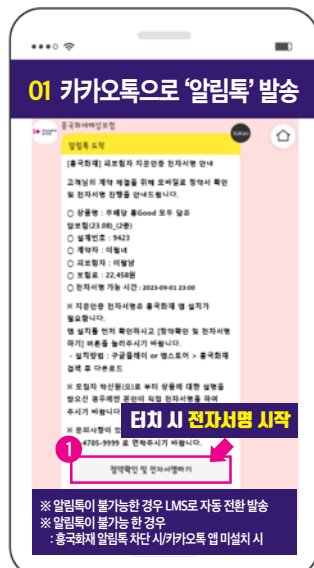 01 카카오톡으로 ‘알림톡’ 발송
흥국화재해상보험
kakao
알림톡 도착
[흥국화재] 피보험자 지문인증 전자서명 안내
고객님의 계약 체결을 위해 모바일로 청약서 확인
및 전자서명 진행을 안내드립니다.
○ 상품명 : 무배당 흥Good 모두 담은
암보험(23.08)_(2종)
○ 설계번호 : 9423
○ 계약자 : 이월녀
○ 피보험자 : 이월남
○ 보험료 : 22,458원
○ 전자서명 가능 시간 : 2023-09-01 23:00
※ 지문인증 전자서명은 흥국화재 앱 설치가
필요합니다.
앱 설치를 먼저 확인하시고 [청약확인 및 전자서명
하기] 버튼을 눌러주시기 바랍니다.
- 설치방법 : 구글플레이 or 앱스토어 > 흥국화재
검색 후 다운로드
※ 모집자 박신원(으)로 부터 상품에 대한 설명을
받으신 경우에만 본인이 직접 전자서명을 하여
주시기 바랍니다
터치 시 전자서명 시작
※ 문의사항이 있
4705-9999 로 연락주시기 바랍니다.
1
청약확인 및 전자서명하기
※ 알림톡이 불가능한 경우 LMS로 자동 전환 발송
※ 알림톡이 불가능 한 경우
: 흥국화재 알림톡 차단 시/카카오톡 앱 미설치 시